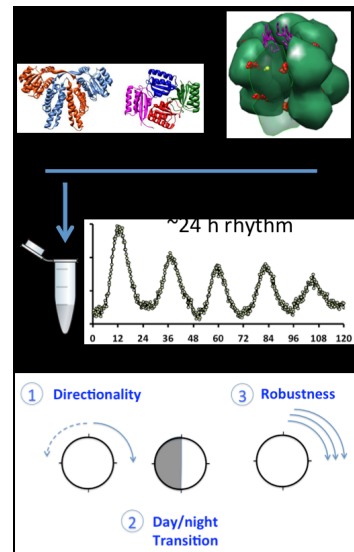 ~24 h rhythm
0 12 24 36 48 60 72 84 96 108 120
1 Directionality
3 Robustness
2 Day/night
Transition